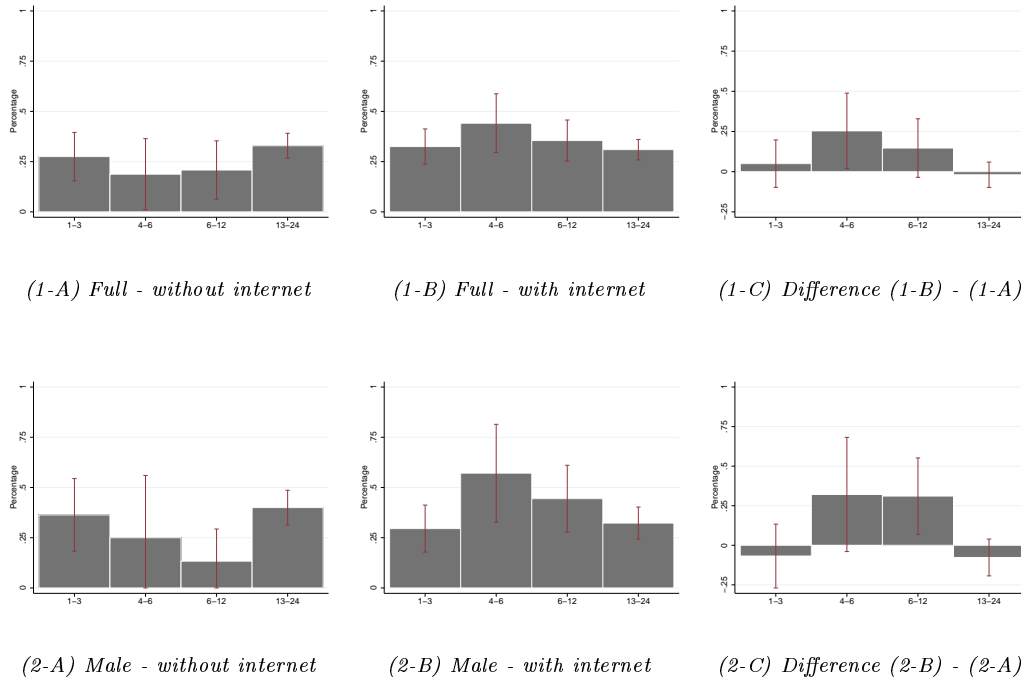 Percentage
1
.75
.5
.25
0
1–3 4–6 6–12 13–24
(1-A) Full - without internet
Percentage
1
.75
.5
.25
0
1–3 4–6 6–12 13–24
(1-B) Full - with internet
Percentage
1
.75
.5
.25
0
-.25
1–3 4–6 6–12 13–24
(1-C) Difference (1-B) - (1-A)
Percentage
1
.75
.5
.25
0
1–3 4–6 6–12 13–24
(2-A) Male - without internet
Percentage
1
.75
.5
.25
0
1–3 4–6 6–12 13–24
(2-B) Male - with internet
Percentage
1
.75
.5
.25
0
-.25
1–3 4–6 6–12 13–24
(2-C) Difference (2-B) - (2-A)